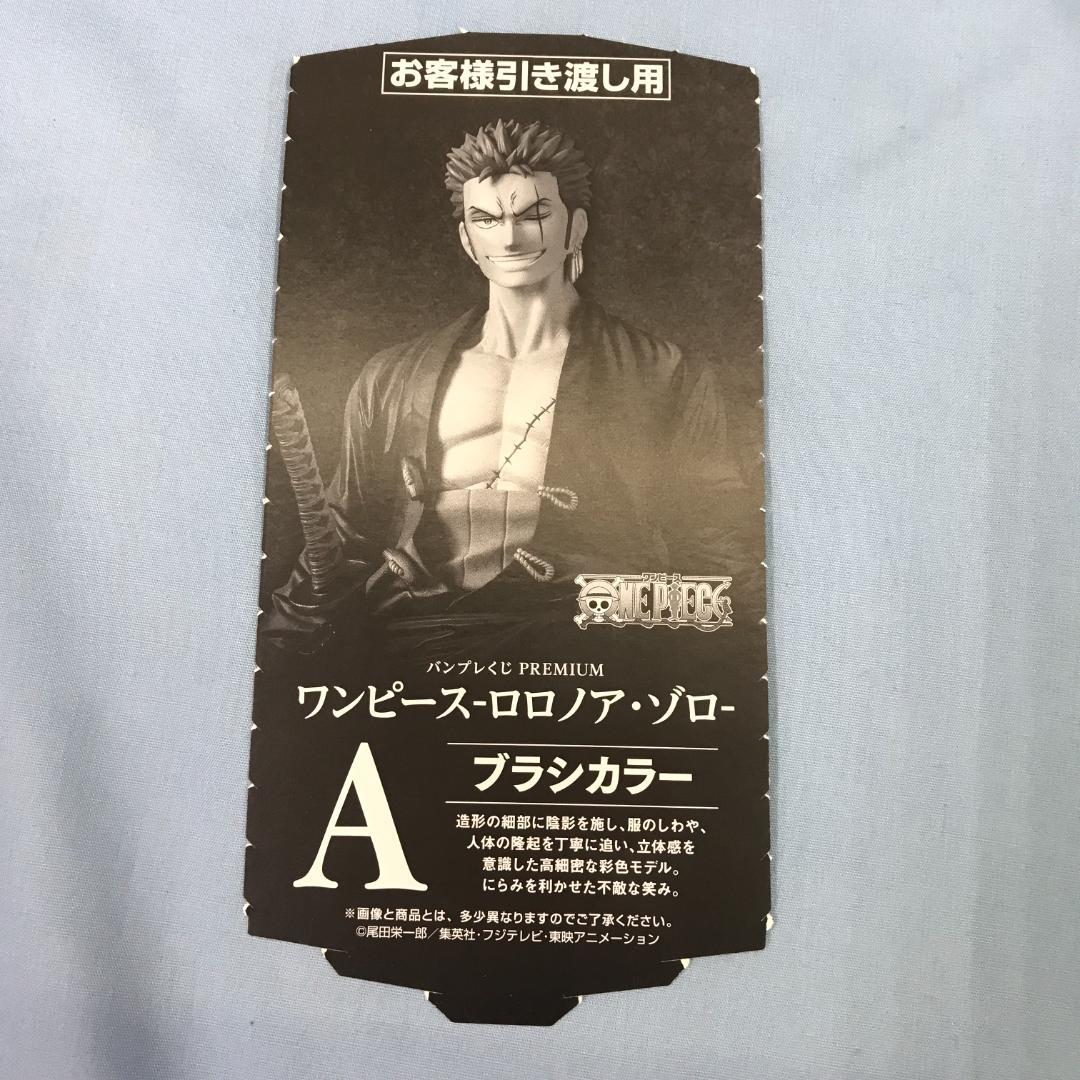 お客様引き渡し用
ワンピース
ONE PIECE
バンプレくじ PREMIUM
ワンピース-ロロノア・ゾロ-
A
ブラシカラー
造形の細部に陰影を施し、服のしわや、
人体の隆起を丁寧に追い、立体感を
意識した高細密な彩色モデル。
にらみを利かせた不敵な笑み。
※画像と商品とは、多少異なりますのでご了承ください。
©尾田栄一郎／集英社・フジテレビ・東映アニメーション